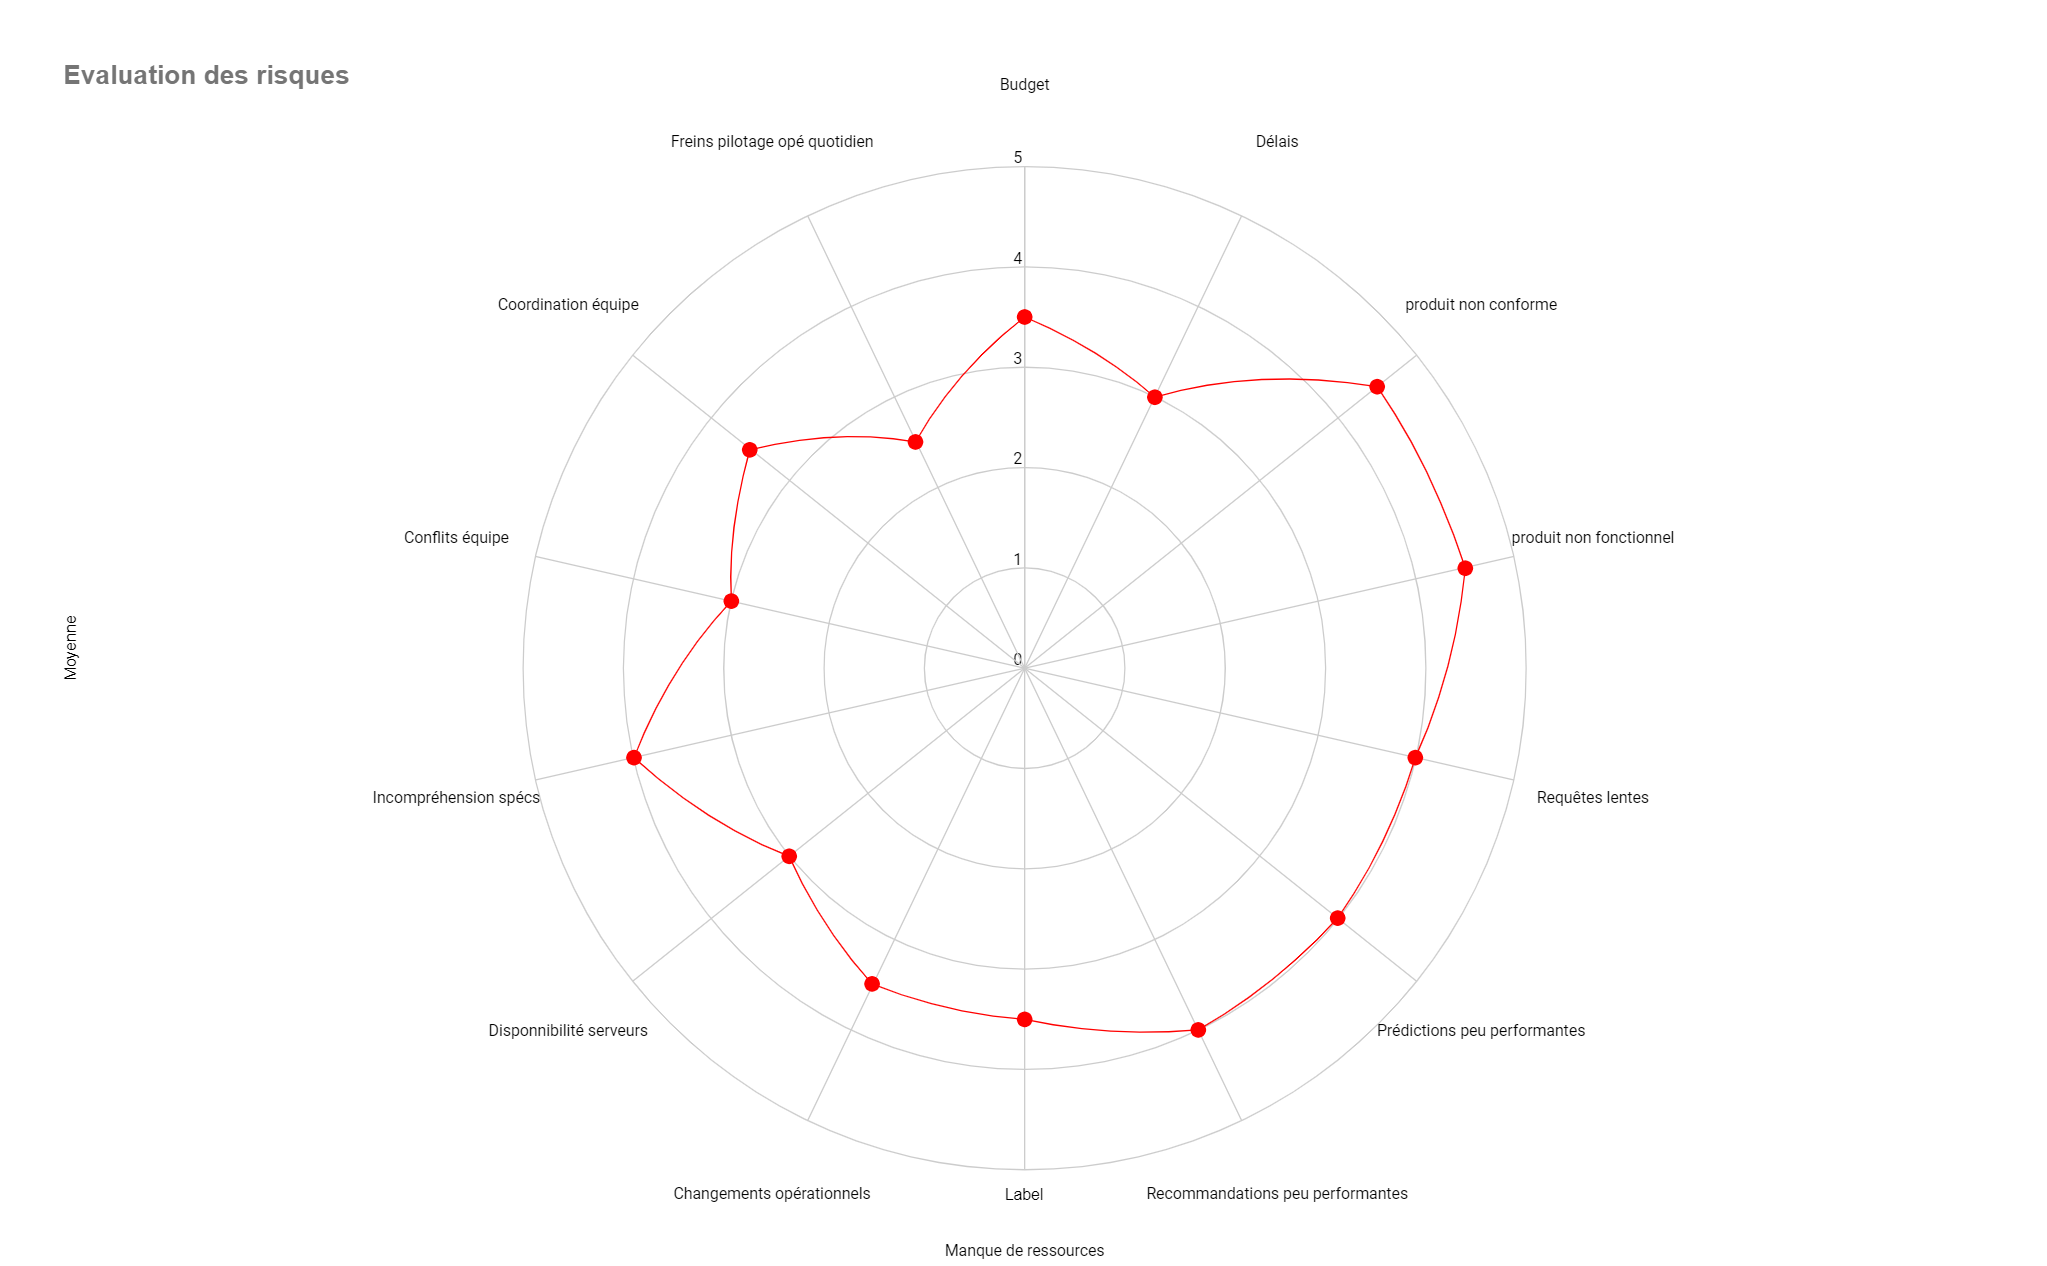 Evaluation des risques
Budget
Freins pilotage opé quotidien
Délais
5
4
3
2
1
0
Coordination équipe
produit non conforme
Conflits équipe
produit non fonctionnel
Moyenne
Incompréhension spécs
Requêtes lentes
Disponnibilité serveurs
Prédictions peu performantes
Changements opérationnels
Label
Recommandations peu performantes
Manque de ressources